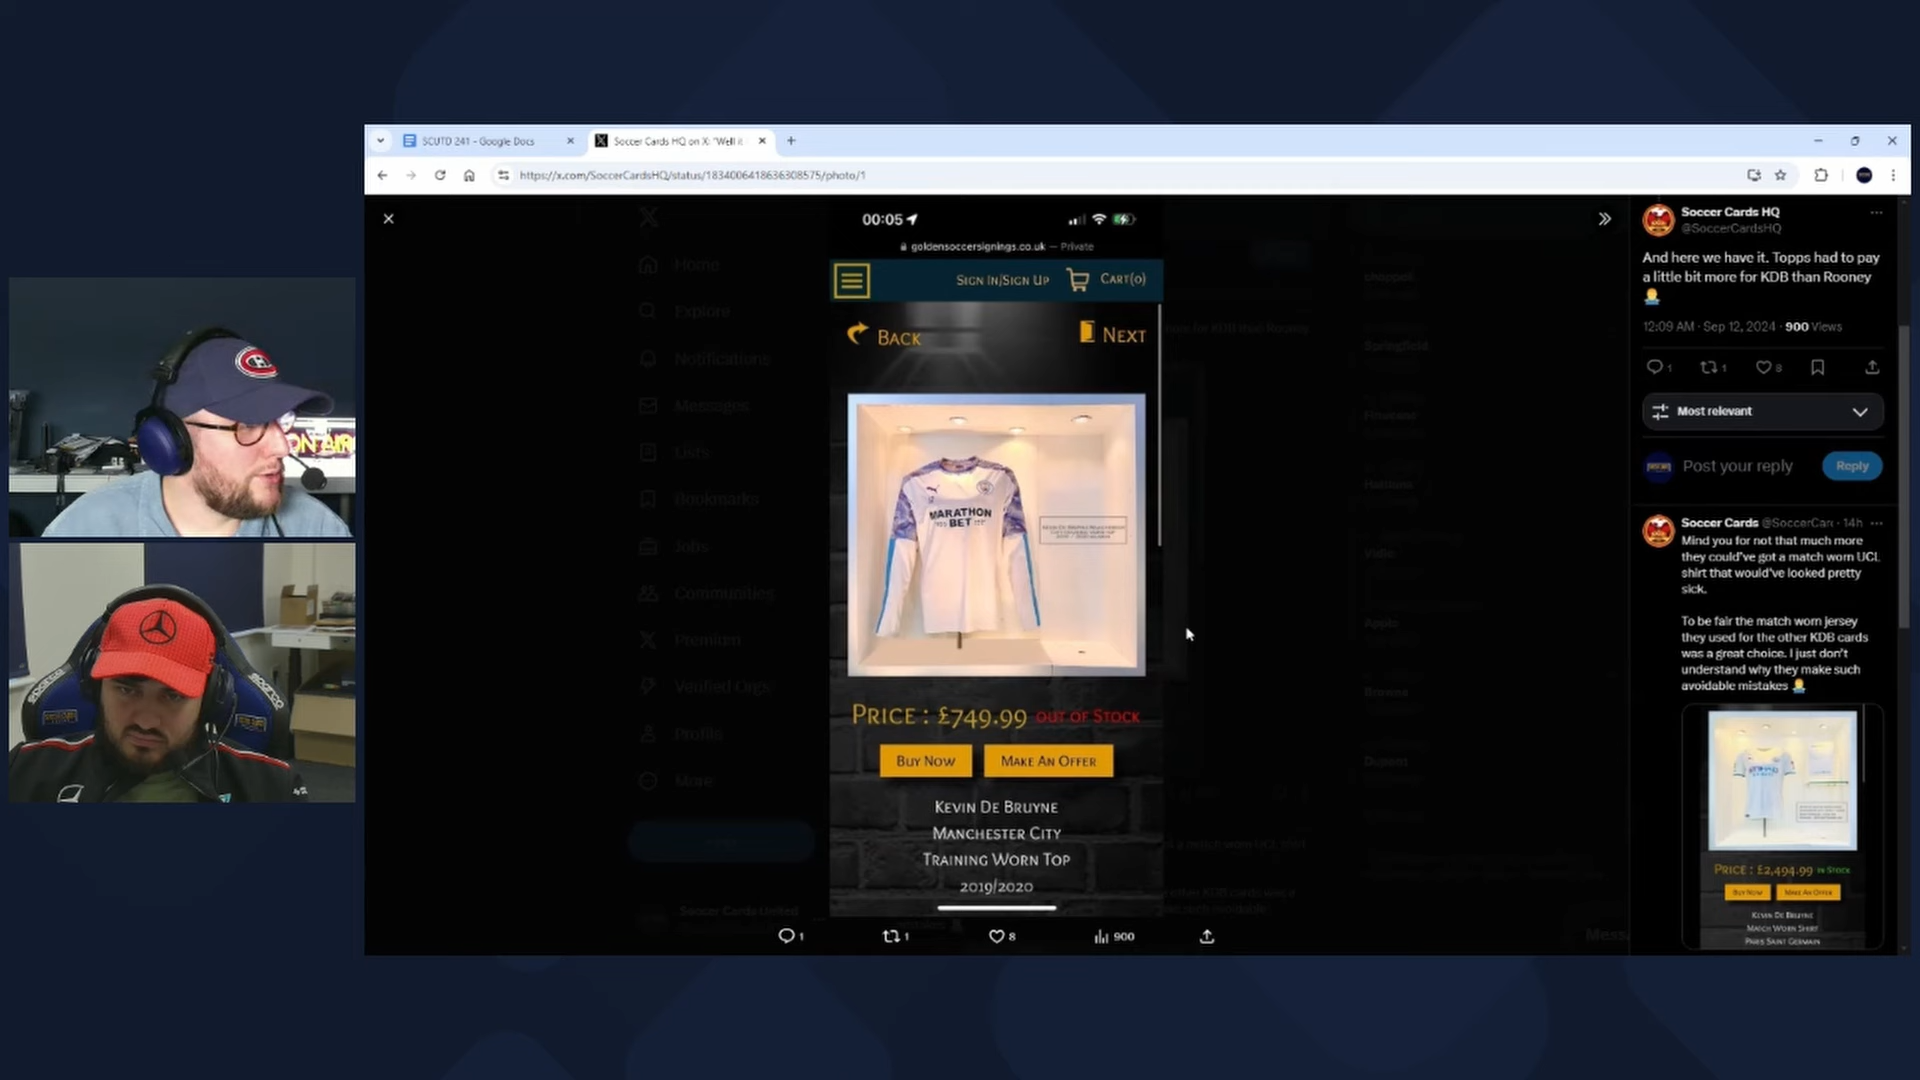 SCUTD 241 - Google Docs
Soccer Cards HQ on X: "Well it
https://x.com/SoccerCardsHQ/status/1834006418636308575/photo/1
Home
Explore
Notifications
Messages
Lists
Bookmarks
Jobs
Communities
Premium
Verified Orgs
Profile
More
Soccer Cards United
00:05
goldensoccersignings.co.uk — Private
Sign In/Sign Up
Cart(0)
Back
Next
MARATHON
BET
Price : £749.99 out of Stock
Buy Now
Make An Offer
Kevin De Bruyne
Manchester City
Training Worn Top
2019/2020
1
1
8
900
Soccer Cards HQ
@SoccerCardsHQ
And here we have it. Topps had to pay
a little bit more for KDB than Rooney
12:09 AM · Sep 12, 2024 · 900 Views
1
1
8
Most relevant
Post your reply
Reply
Soccer Cards @SoccerCar · 14h
Mind you for not that much more
they could've got a match worn UCL
shirt that would've looked pretty
sick.
To be fair the match worn jersey
they used for the other KDB cards
was a great choice. I just don't
understand why they make such
avoidable mistakes
Price : £2,494.99 in Stock
Buy Now
Make An Offer
Kevin De Bruyne
Match Worn Shirt
Paris Saint Germain
ON AIR